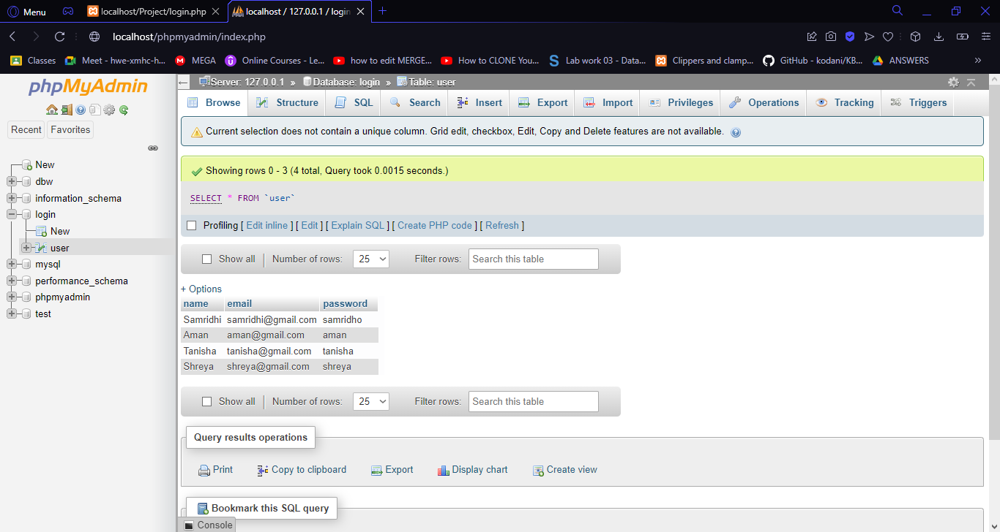 Menu
localhost/Project/login.php
localhost / 127.0.0.1 / login
localhost/phpmyadmin/index.php
Classes
Meet - hwe-xmhc-h...
MEGA
Online Courses - Le...
how to edit MERGE...
How to CLONE You...
Lab work 03 - Data...
Clippers and clamp...
GitHub - kodani/KB...
ANSWERS
»
phpMyAdmin
Recent
Favorites
New
dbw
information_schema
login
New
user
mysql
performance_schema
phpmyadmin
test
Server: 127.0.0.1 » Database: login » Table: user
Browse
Structure
SQL
Search
Insert
Export
Import
Privileges
Operations
Tracking
Triggers
Current selection does not contain a unique column. Grid edit, checkbox, Edit, Copy and Delete features are not available.
Showing rows 0 - 3 (4 total, Query took 0.0015 seconds.)
SELECT * FROM `user`
Profiling [ Edit inline ] [ Edit ] [ Explain SQL ] [ Create PHP code ] [ Refresh ]
Show all | Number of rows: 25 Filter rows: Search this table
+ Options
name email password
Samridhi samridhi@gmail.com samridho
Aman aman@gmail.com aman
Tanisha tanisha@gmail.com tanisha
Shreya shreya@gmail.com shreya
Show all | Number of rows: 25 Filter rows: Search this table
Query results operations
Print
Copy to clipboard
Export
Display chart
Create view
Bookmark this SQL query
Console